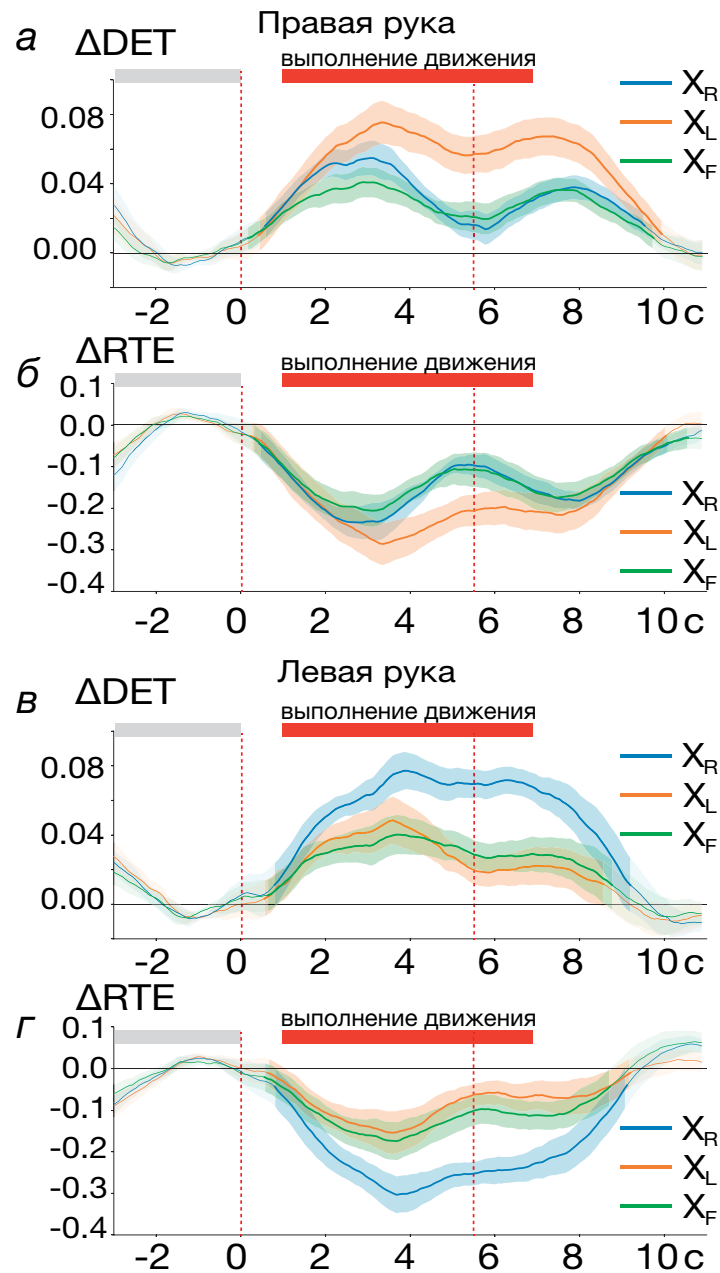 а ΔDET Правая рука
выполнение движения
X_R
X_L
X_F
0.08
0.04
0.00
-2 0 2 4 6 8 10 с
б ΔRTE
выполнение движения
0.1
0.0
-0.1
-0.2
-0.3
-0.4
X_R
X_L
X_F
-2 0 2 4 6 8 10 с
в ΔDET Левая рука
выполнение движения
X_R
X_L
X_F
0.08
0.04
0.00
-2 0 2 4 6 8 10 с
г ΔRTE
выполнение движения
0.1
0.0
-0.1
-0.2
-0.3
-0.4
X_R
X_L
X_F
-2 0 2 4 6 8 10 с